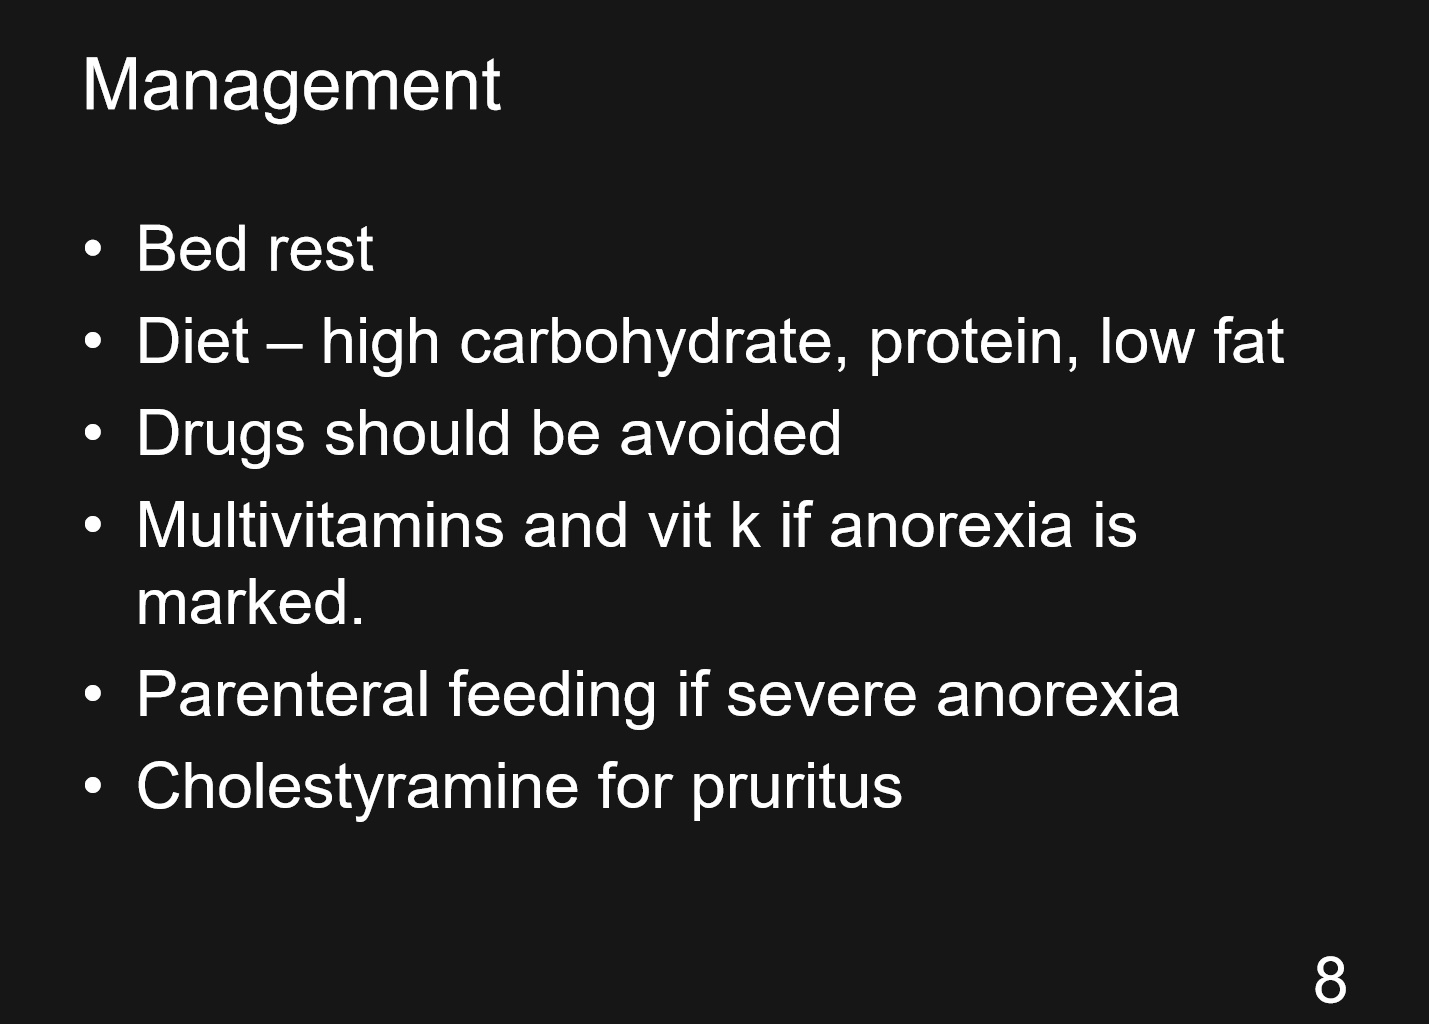 Management
• Bed rest
• Diet – high carbohydrate, protein, low fat
• Drugs should be avoided
• Multivitamins and vit k if anorexia is
marked.
• Parenteral feeding if severe anorexia
• Cholestyramine for pruritus
8